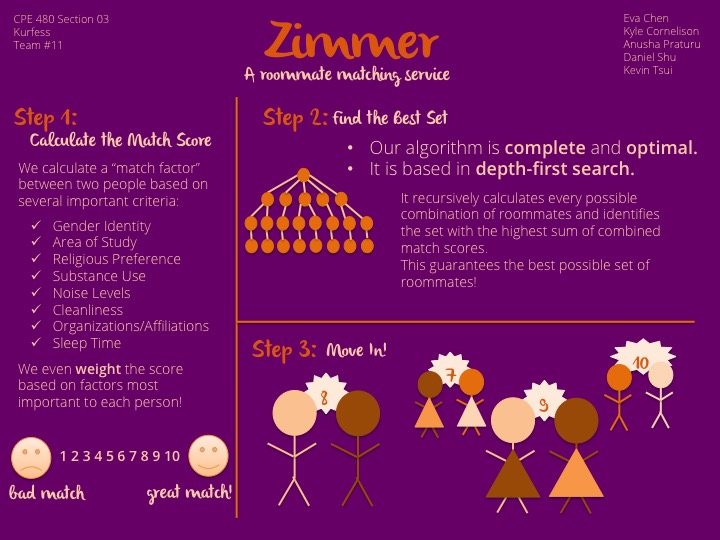 CPE 480 Section 03
Kurfess
Team #11
Zimmer
A roommate matching service
Eva Chen
Kyle Cornelison
Anusha Praturu
Daniel Shu
Kevin Tsui
Step 1:
Calculate the Match Score
We calculate a “match factor”
between two people based on
several important criteria:
✓ Gender Identity
✓ Area of Study
✓ Religious Preference
✓ Substance Use
✓ Noise Levels
✓ Cleanliness
✓ Organizations/Affiliations
✓ Sleep Time
We even weight the score
based on factors most
important to each person!
1 2 3 4 5 6 7 8 9 10
bad match
great match!
Step 2: Find the Best Set
• Our algorithm is complete and optimal.
• It is based in depth-first search.
It recursively calculates every possible
combination of roommates and identifies
the set with the highest sum of combined
match scores.
This guarantees the best possible set of
roommates!
Step 3: Move In!
8
7
9
10